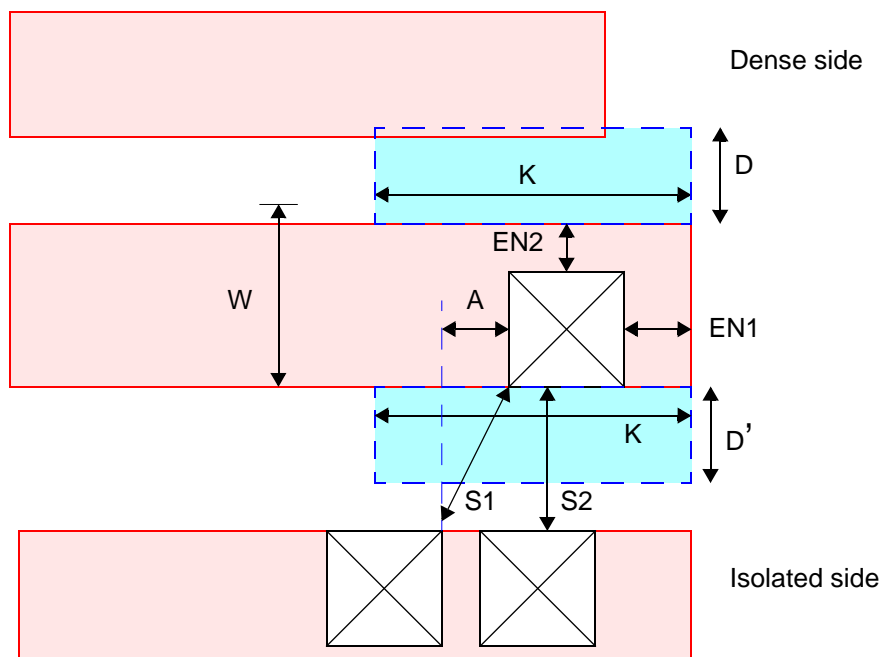 Dense side
D
K
EN2
W
A
EN1
K
D’
S1
S2
Isolated side